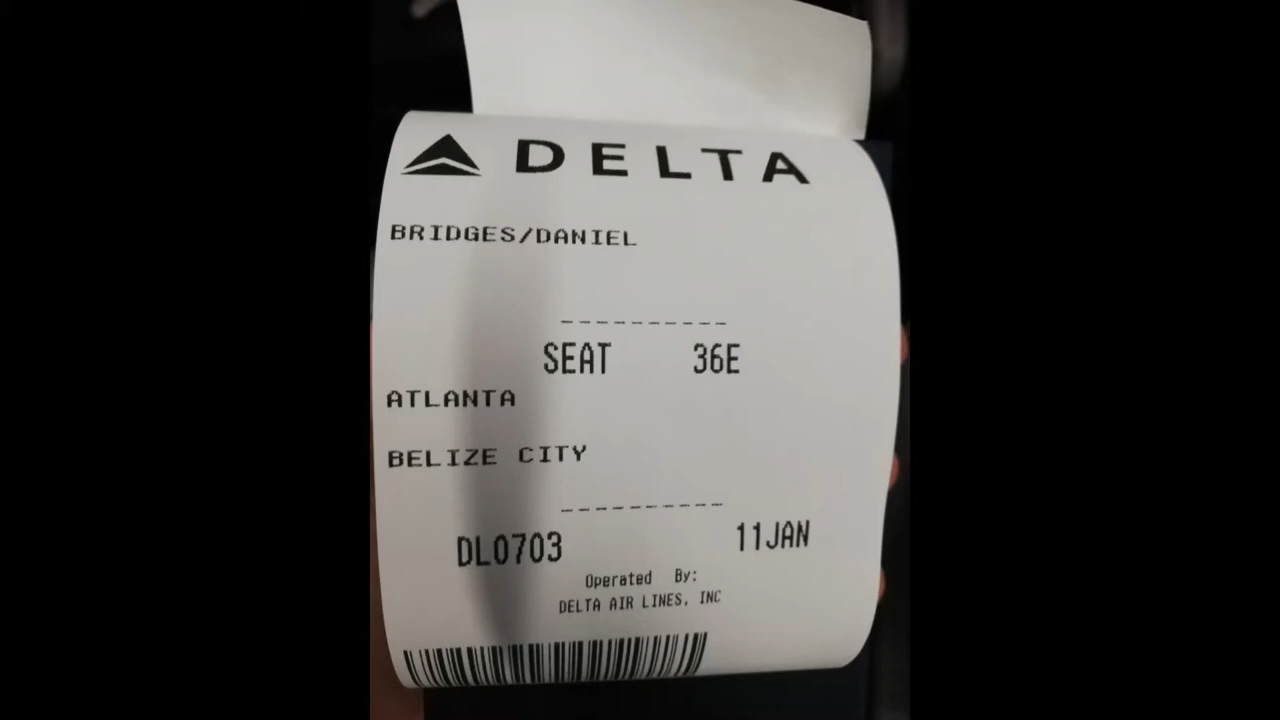 DELTA
BRIDGES/DANIEL
SEAT 36E
ATLANTA
BELIZE CITY
DL0703 11JAN
Operated By:
DELTA AIR LINES, INC